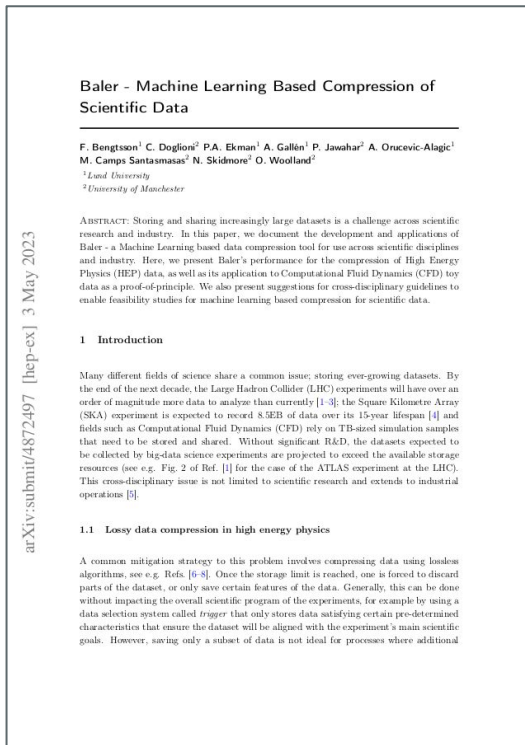 Baler - Machine Learning Based Compression of
Scientific Data
F. Bengtsson1 C. Doglioni2 P.A. Ekman1 A. Gallén1 P. Jawahar2 A. Orucevic-Alagic1
M. Camps Santasmasas2 N. Skidmore2 O. Woolland2
1Lund University
2University of Manchester
ABSTRACT: Storing and sharing increasingly large datasets is a challenge across scientific
research and industry. In this paper, we document the development and applications of
Baler - a Machine Learning based data compression tool for use across scientific disciplines
and industry. Here, we present Baler's performance for the compression of High Energy
Physics (HEP) data, as well as its application to Computational Fluid Dynamics (CFD) toy
data as a proof-of-principle. We also present suggestions for cross-disciplinary guidelines to
enable feasibility studies for machine learning based compression for scientific data.
1 Introduction
Many different fields of science share a common issue; storing ever-growing datasets. By
the end of the next decade, the Large Hadron Collider (LHC) experiments will have over an
order of magnitude more data to analyze than currently [1–3]; the Square Kilometre Array
(SKA) experiment is expected to record 8.5EB of data over its 15-year lifespan [4] and
fields such as Computational Fluid Dynamics (CFD) rely on TB-sized simulation samples
that need to be stored and shared. Without significant R&D, the datasets expected to
be collected by big-data science experiments are projected to exceed the available storage
resources (see e.g. Fig. 2 of Ref. [1] for the case of the ATLAS experiment at the LHC).
This cross-disciplinary issue is not limited to scientific research and extends to industrial
operations [5].
1.1 Lossy data compression in high energy physics
A common mitigation strategy to this problem involves compressing data using lossless
algorithms, see e.g. Refs. [6–8]. Once the storage limit is reached, one is forced to discard
parts of the dataset, or only save certain features of the data. Generally, this can be done
without impacting the overall scientific program of the experiments, for example by using a
data selection system called trigger that only stores data satisfying certain pre-determined
characteristics that ensure the dataset will be aligned with the experiment's main scientific
goals. However, saving only a subset of data is not ideal for processes where additional
arXiv:submit/4872497 [hep-ex] 3 May 2023